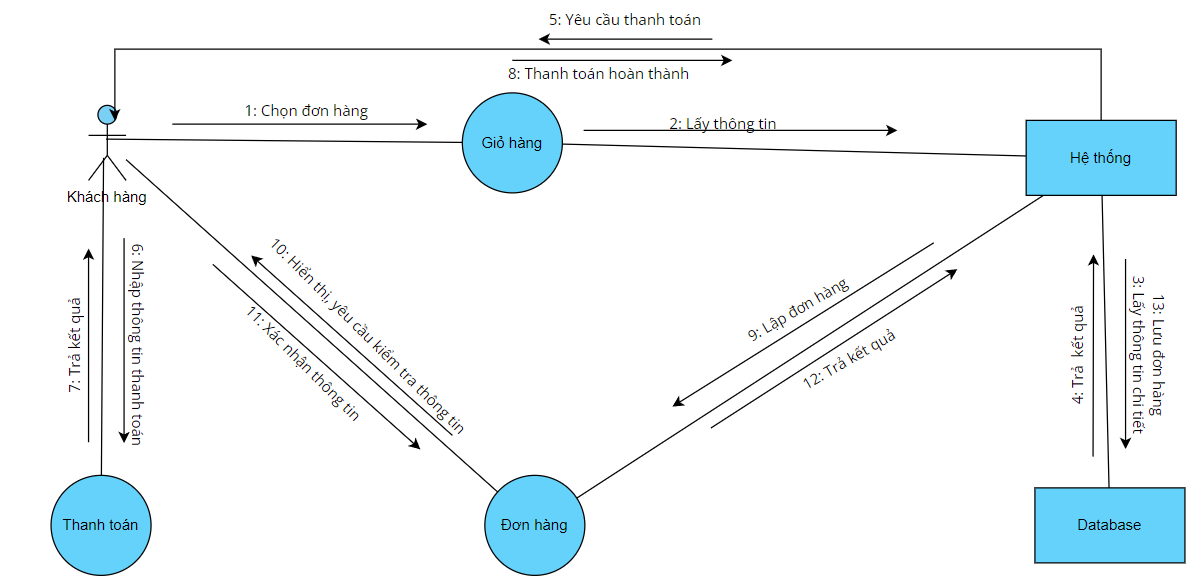 5: Yêu cầu thanh toán
8: Thanh toán hoàn thành
1: Chọn đơn hàng
2: Lấy thông tin
Giỏ hàng
Hệ thống
Khách hàng
6: Nhập thông tin thanh toán
7: Trả kết quả
10: Hiển thị, yêu cầu kiểm tra thông tin
11: Xác nhận thông tin
9: Lập đơn hàng
12: Trả kết quả
4: Trả kết quả
13: Lưu đơn hàng
3: Lấy thông tin chi tiết
Thanh toán
Đơn hàng
Database